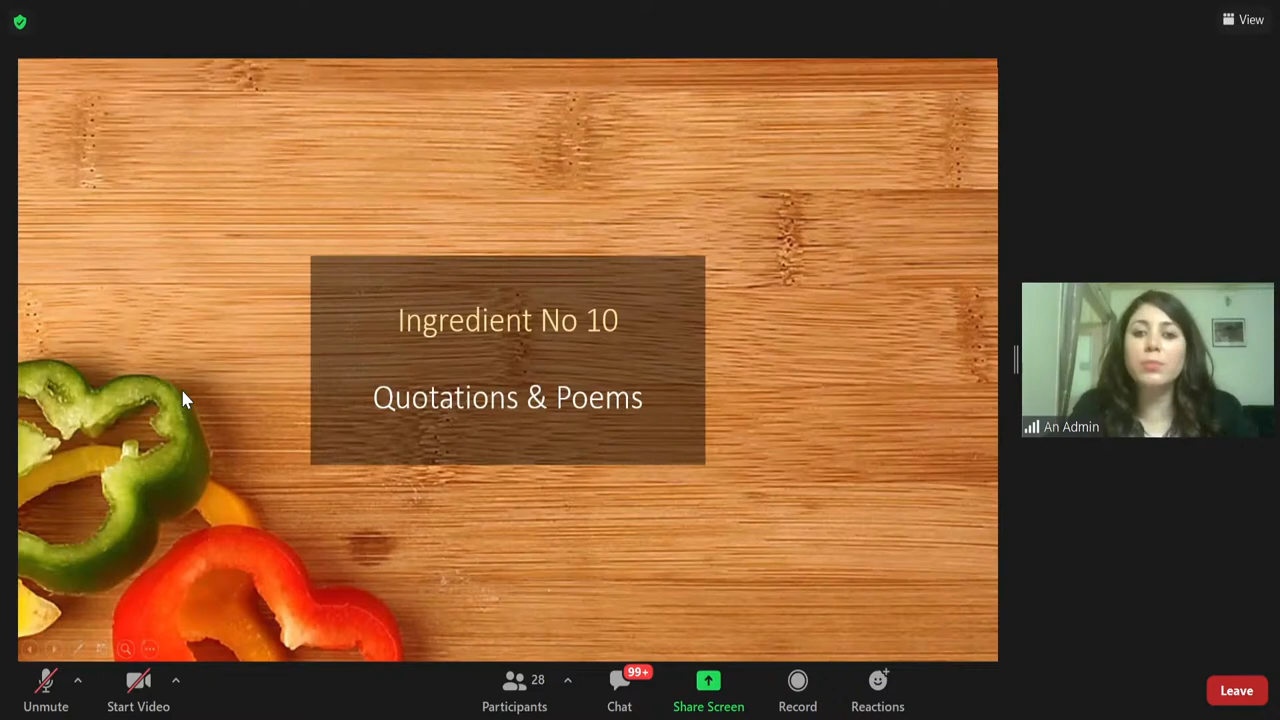 View
Ingredient No 10
Quotations & Poems
An Admin
Unmute
Start Video
28
Participants
99+
Chat
Share Screen
Record
Reactions
Leave